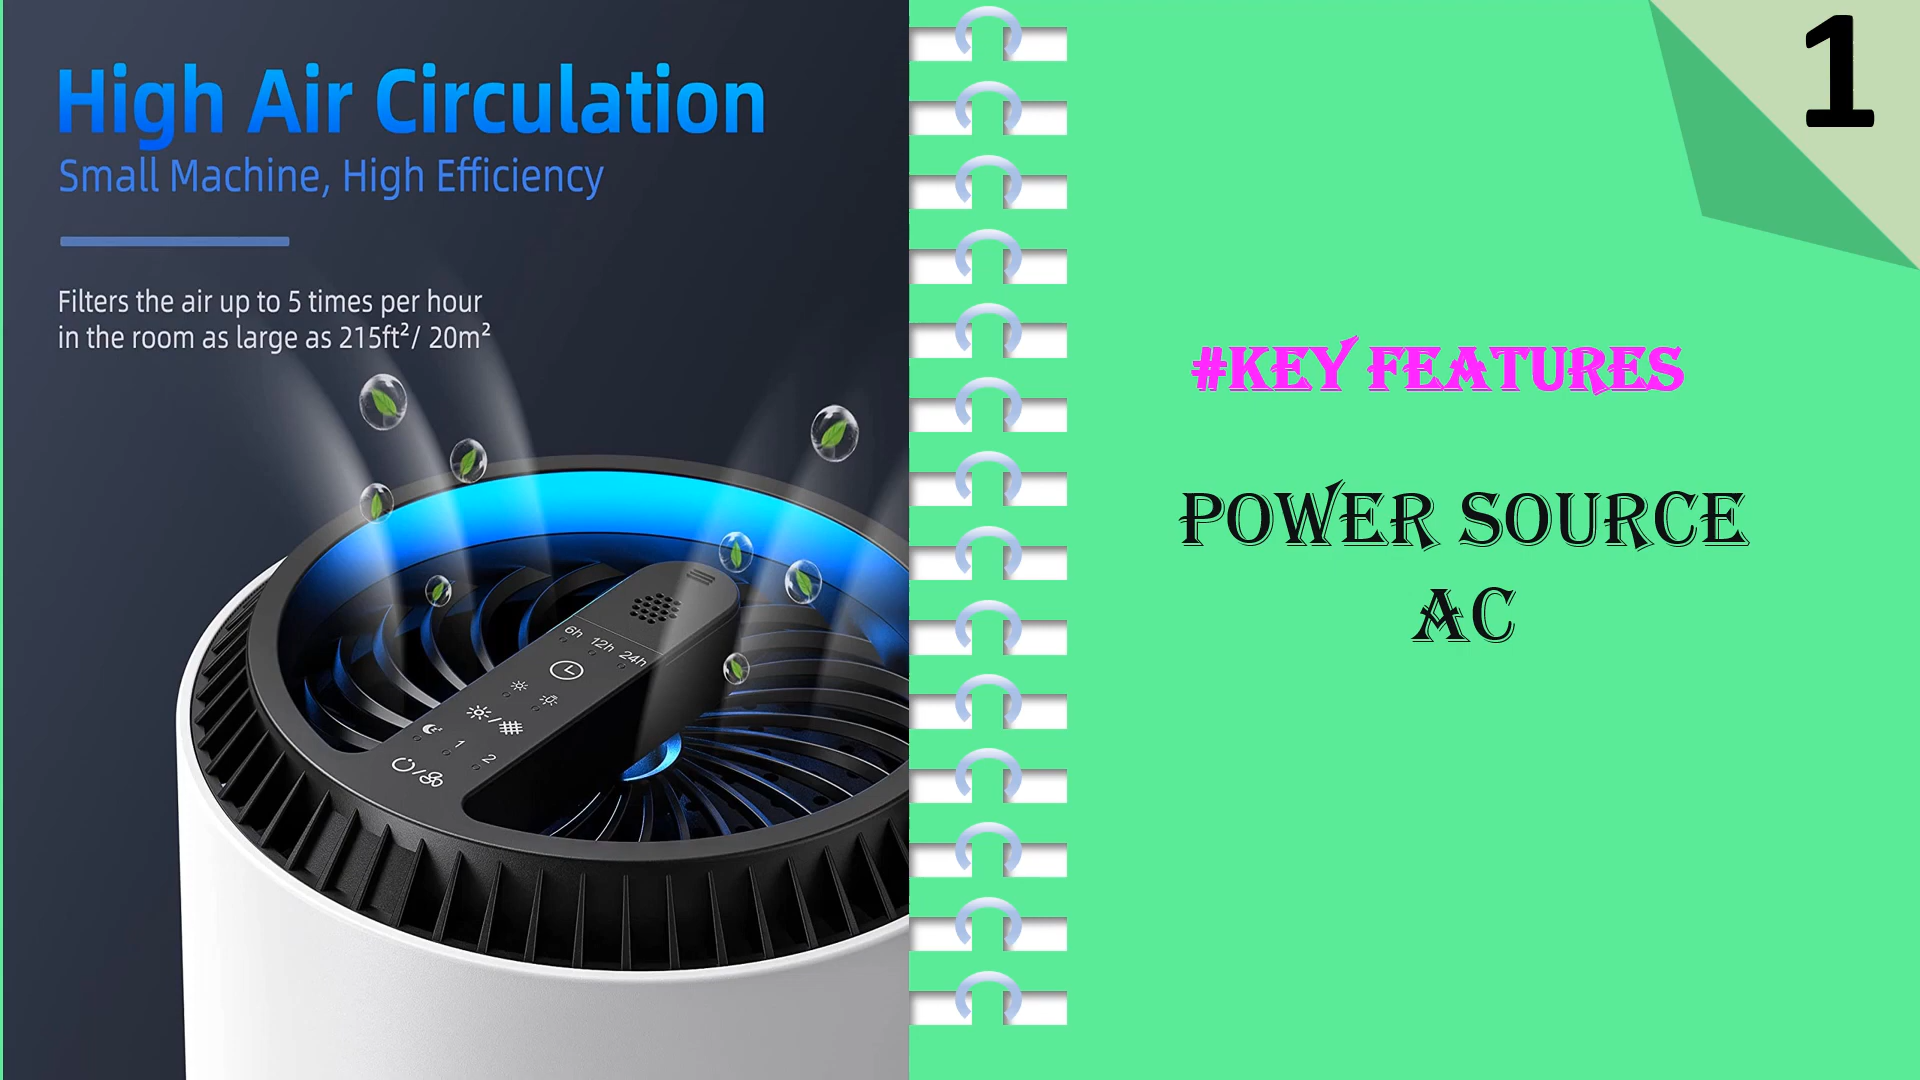 High Air Circulation
Small Machine, High Efficiency
Filters the air up to 5 times per hour
in the room as large as 215ft²/ 20m²
6h 12h 24h
1
2
1
#KEY FEATURES
POWER SOURCE
AC